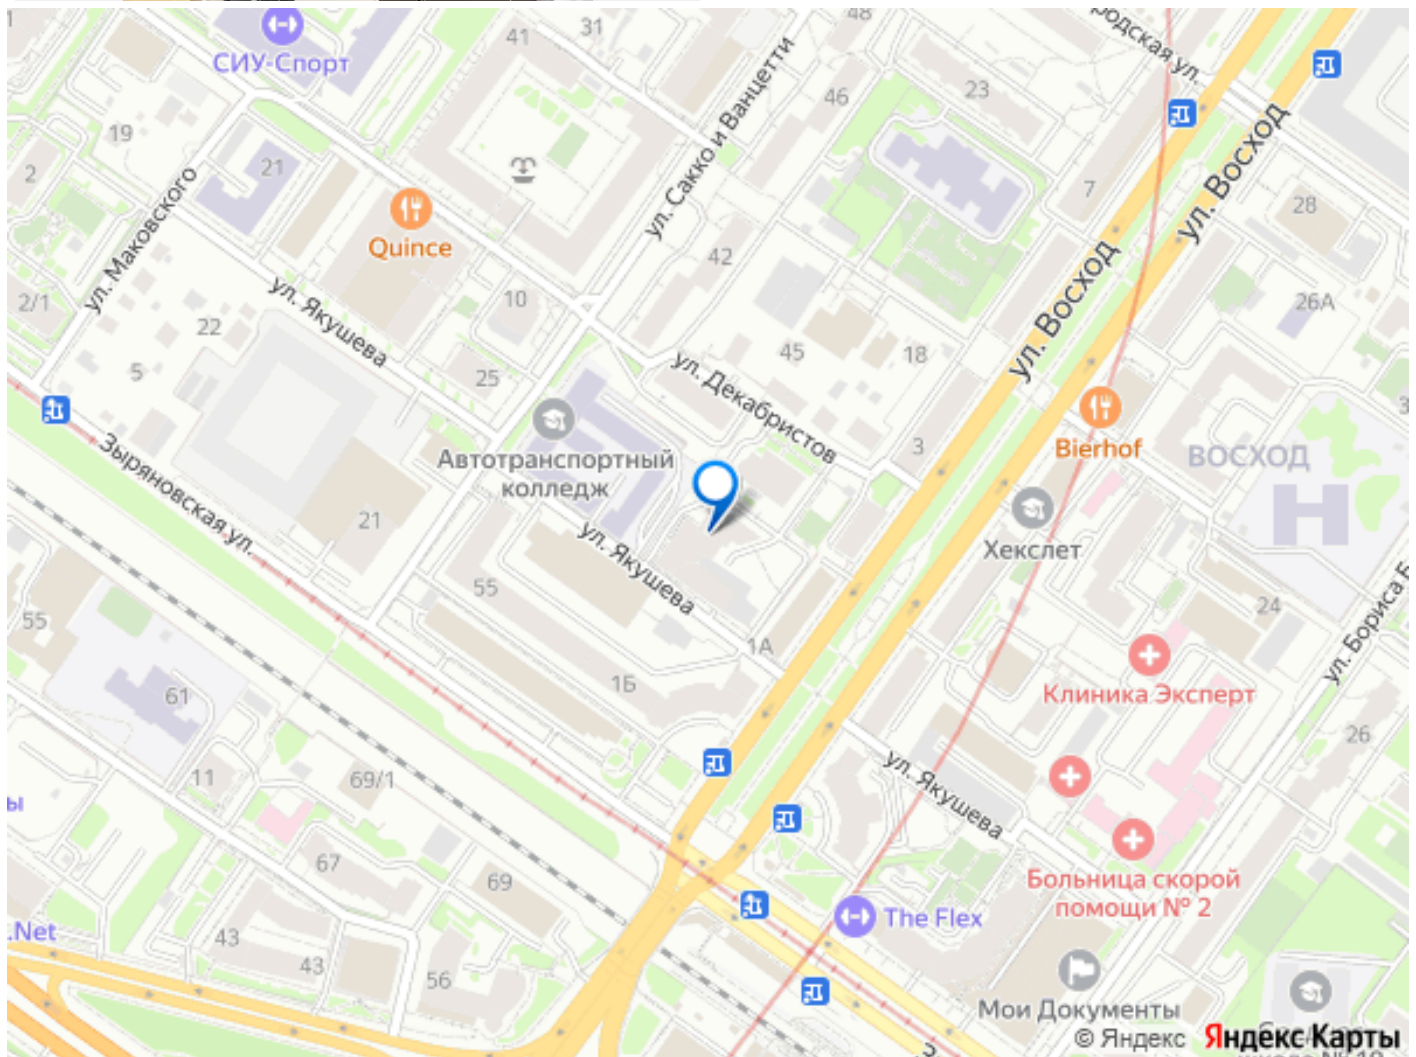 СИУ-Спорт
41
31
48
родская ул.
23
46
ул. Сакко и Ванцетти
19
21
2
ул. Маковского
Quince
42
7
ул. ВОСХОД
28
ул. ВОСХОД
26А
2/1
22
ул. Якушева
10
5
25
45
18
ул. Декабристов
3
Bierhof
ВОСХОД
Автотранспортный
колледж
Зыряновская ул.
21
ул. Якушева
Хекслет
55
55
24
ул. Бориса Б
1А
1Б
Клиника Эксперт
61
26
11
69/1
ул. Якушева
ы
67
69
Больница скорой
помощи № 2
The Flex
.Net
43
43
56
Мои Документы
© Яндекс
Яндекс Карты